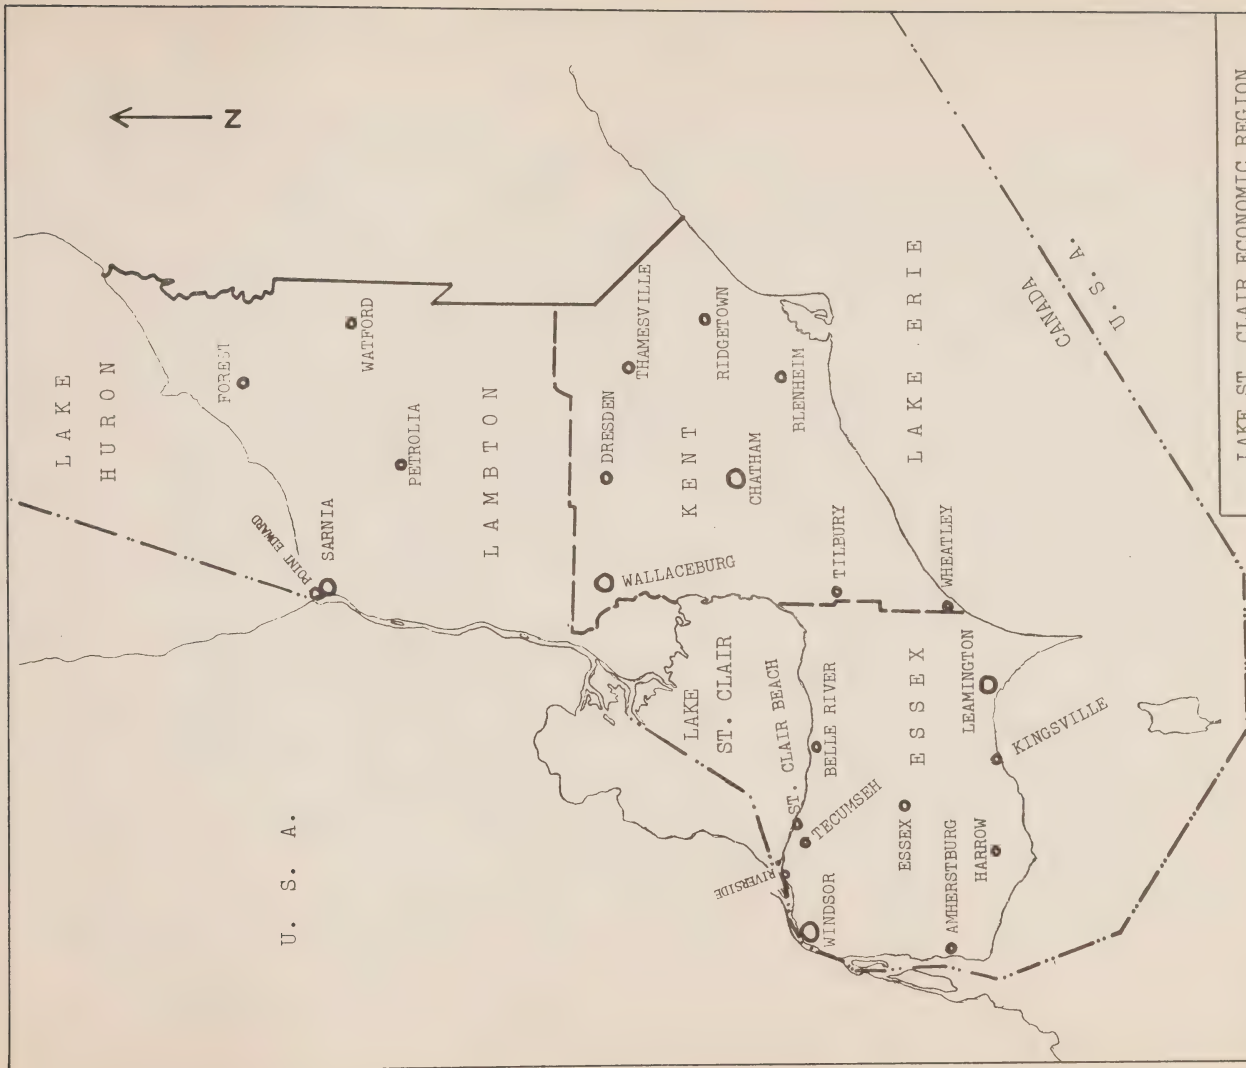 LAKE
HURON
N
FOREST
WATFORD
POINT EDWARD
SARNIA
PETROLIA
LAMBTON
U. S. A.
DRESDEN
THAMESVILLE
WALLACEBURG
KENT
RIDGETOWN
CHATHAM
BLENHEIM
LAKE
ST. CLAIR
ST. CLAIR BEACH
TILBURY
BELLE RIVER
TECUMSEH
RIVERSIDE
WINDSOR
LAKE ERIE
WHEATLEY
ESSEX
ESSEX
LEAMINGTON
KINGSVILLE
AMHERSTBURG
HARROW
CANADA
U. S. A.
LAKE ST. CLAIR ECONOMIC REGION